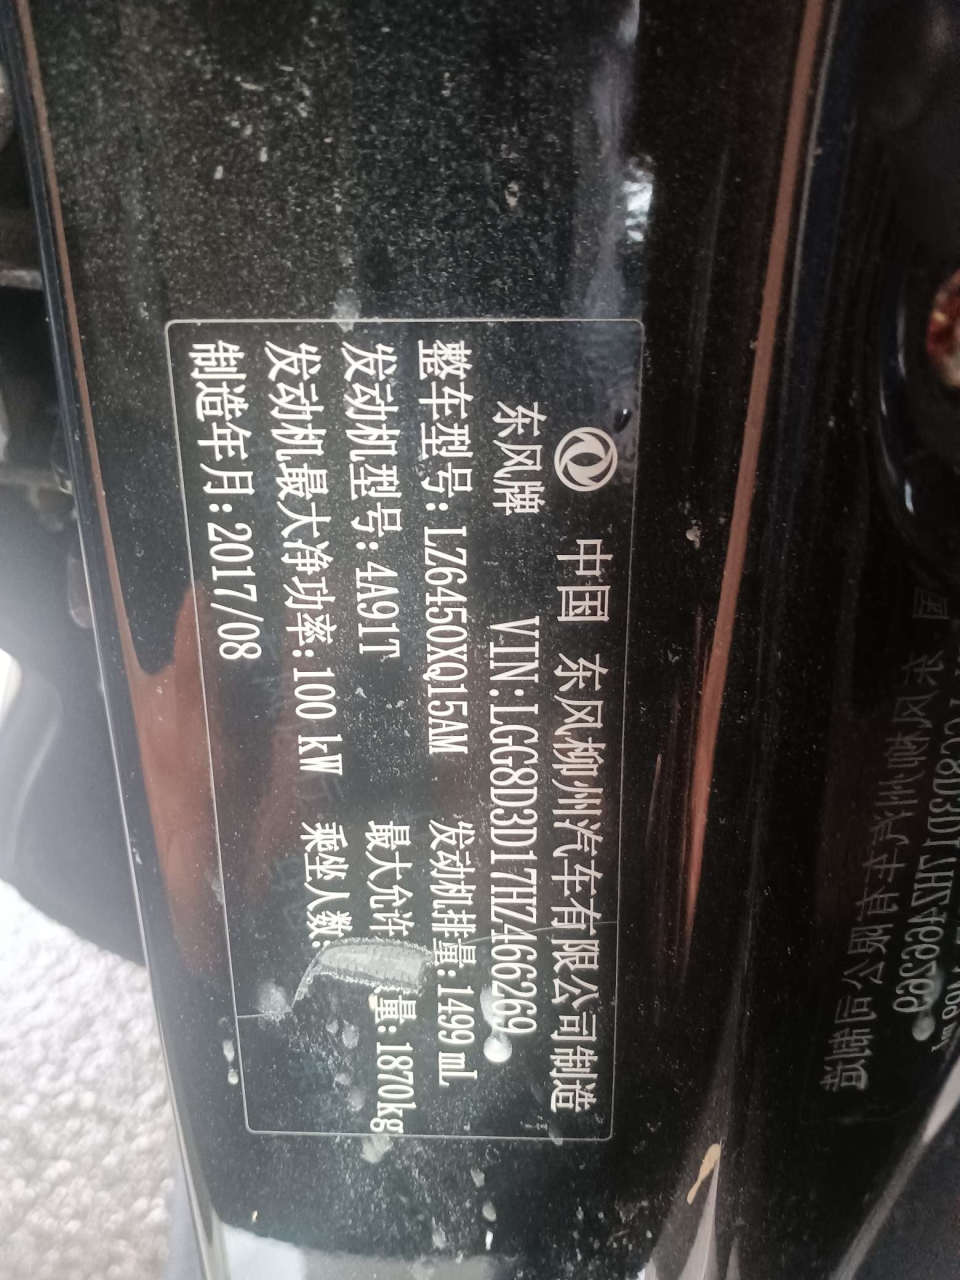 中国 东风柳州汽车有限公司制造
东风牌 VIN:LGG8D3D17HZ466269
整车型号:LZ6450XQ15AM 发动机排量:1499 mL
发动机型号:4A91T 最大允许 量:1870kg
发动机最大净功率:100 kW 乘坐人数:
制造年月:2017/08